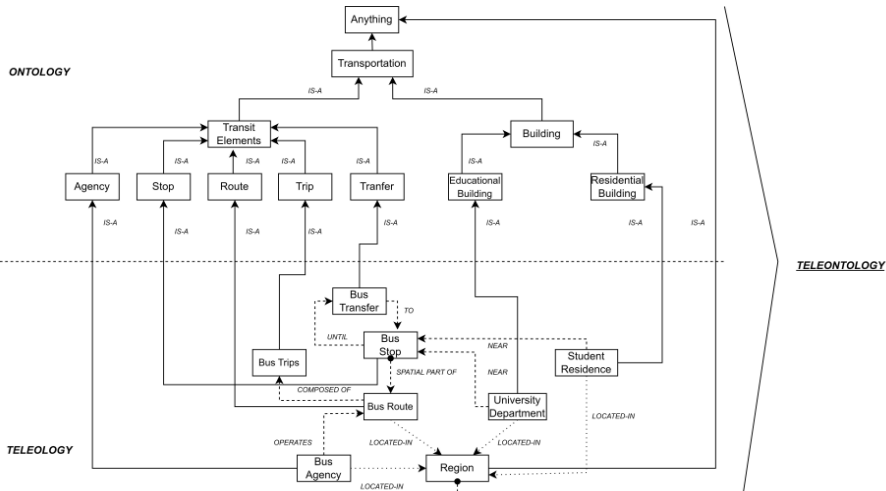 Anything
Transportation
ONTOLOGY
IS-A
IS-A
Transit
Elements
Building
IS-A
IS-A
IS-A
IS-A
IS-A
IS-A
IS-A
Agency
Stop
Route
Trip
Tranfer
Educational
Building
Residential
Building
IS-A
IS-A
IS-A
IS-A
IS-A
IS-A
IS-A
IS-A
TELEONTOLOGY
Bus
Transfer
TO
UNTIL
Bus
Stop
NEAR
Bus Trips
Student
Residence
SPATIAL PART OF
NEAR
COMPOSED OF
Bus Route
University
Department
LOCATED-IN
OPERATES
LOCATED-IN
LOCATED-IN
TELEOLOGY
Bus
Agency
Region
LOCATED-IN